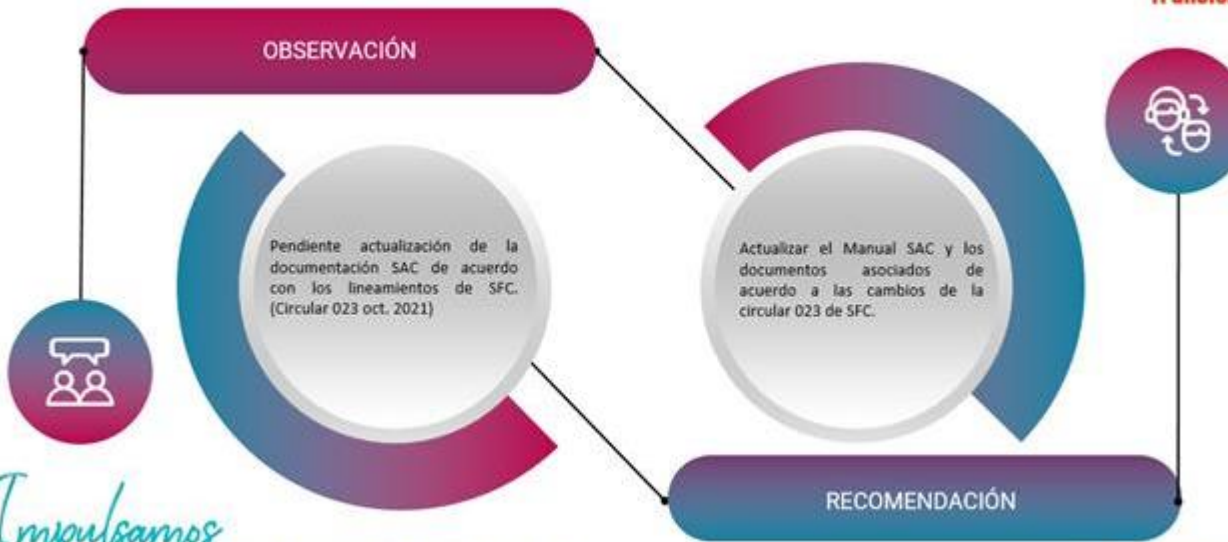 OBSERVACIÓN
Pendiente actualización de la
documentación SAC de acuerdo
con los lineamientos de SFC.
(Circular 023 oct. 2021)
Actualizar el Manual SAC y los
documentos asociados de
acuerdo a las cambios de la
circular 023 de SFC.
RECOMENDACIÓN
Impulsamos